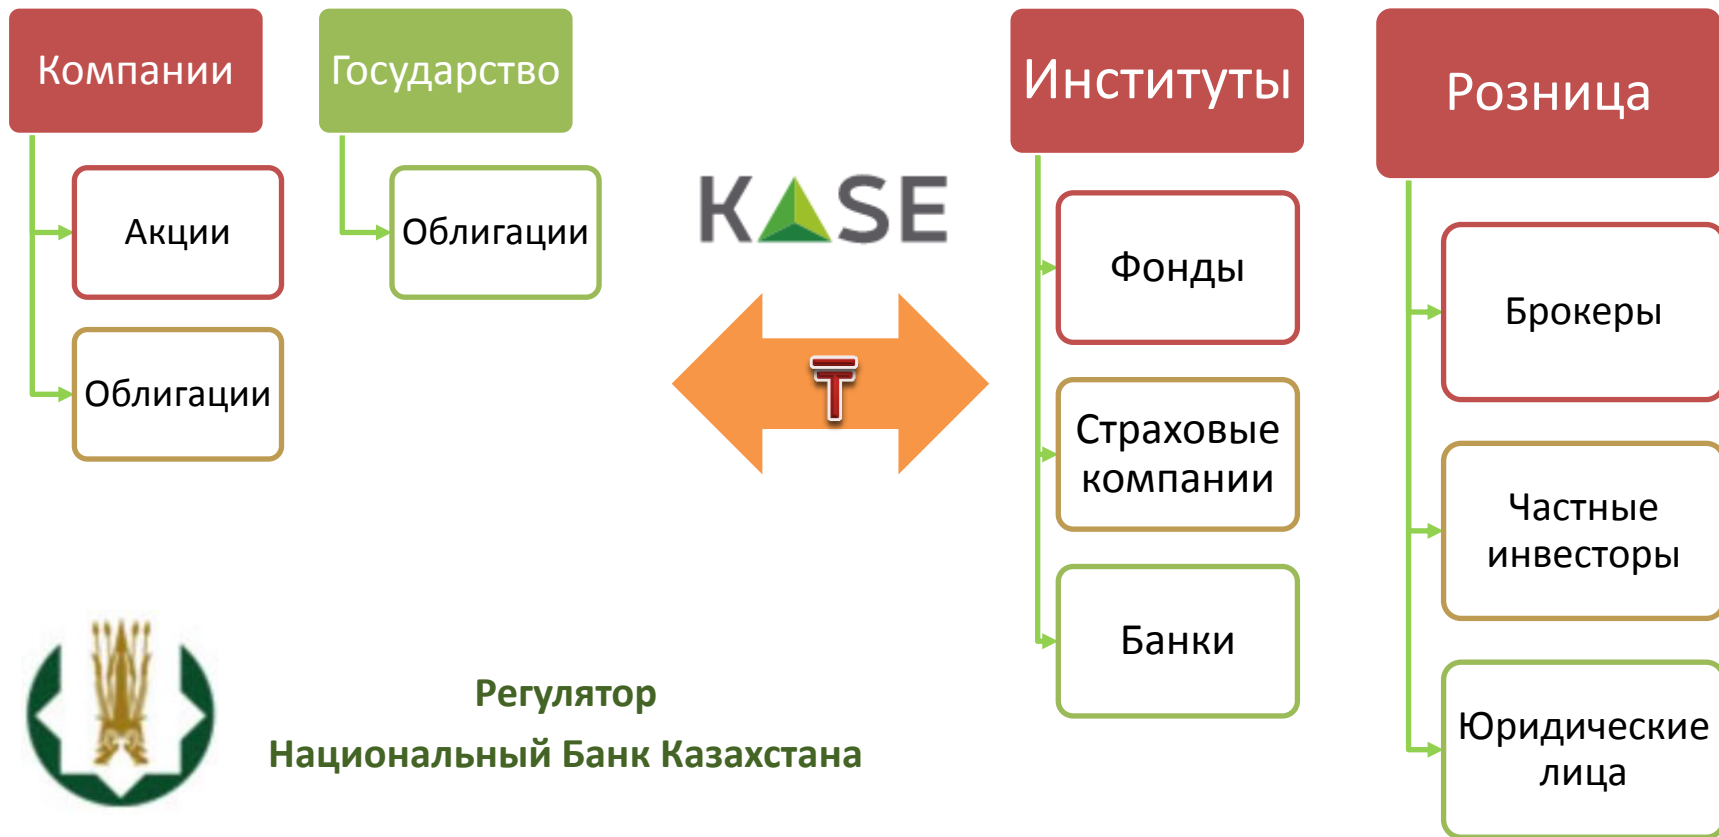 Компании
Акции
Облигации
Государство
Облигации
KASE
₸
Институты
Фонды
Страховые
компании
Банки
Розница
Брокеры
Частные
инвесторы
Юридические
лица
Регулятор
Национальный Банк Казахстана